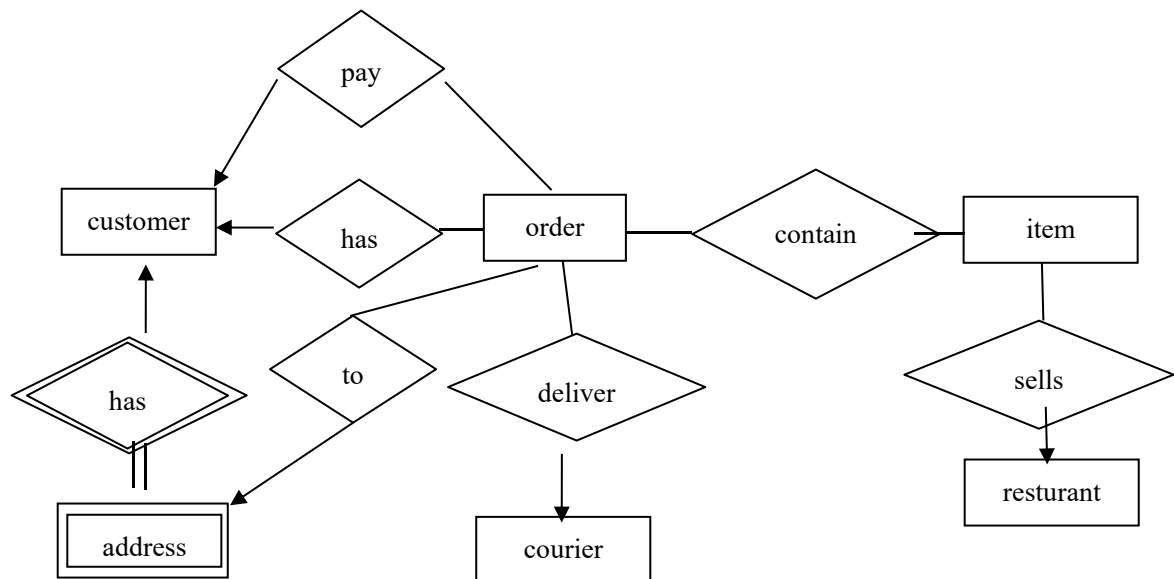 pay
customer
has
order
contain
item
has
to
deliver
sells
address
courier
resturant